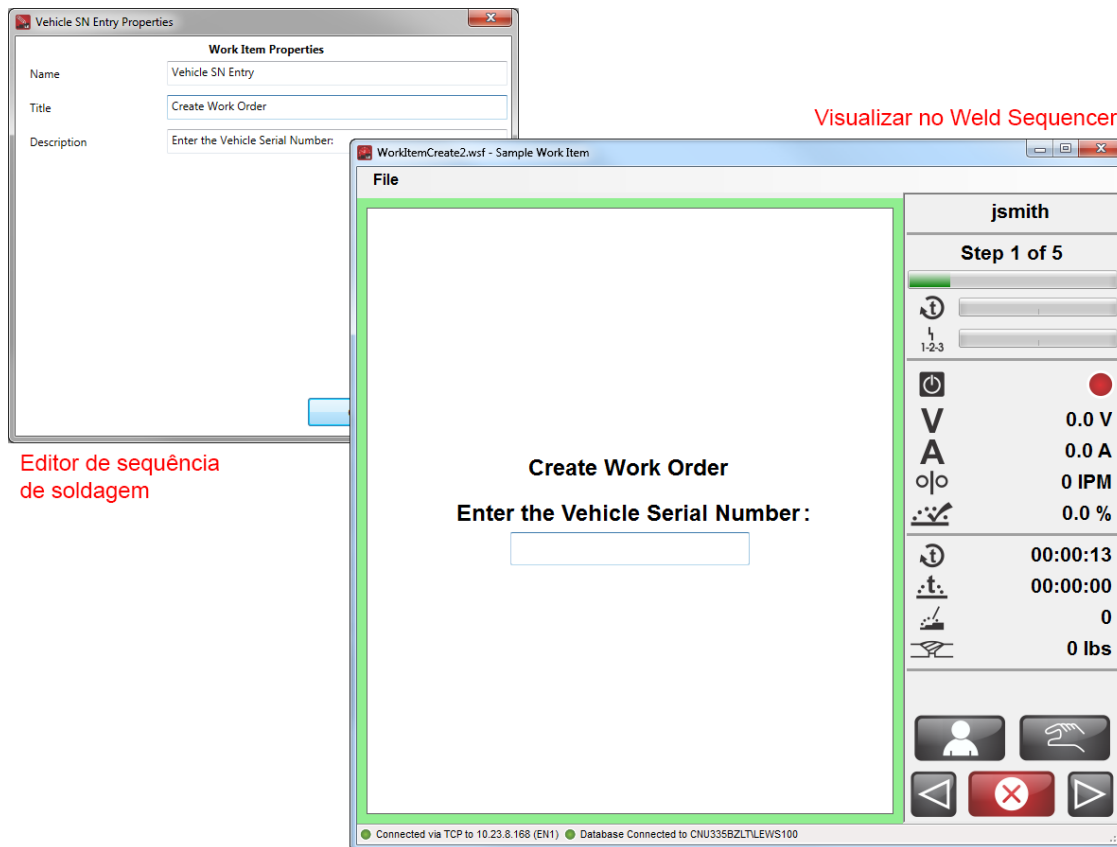 Vehicle SN Entry Properties
Work Item Properties
Name
Vehicle SN Entry
Title
Create Work Order
Description
Enter the Vehicle Serial Number:
Editor de sequência
de soldagem
Visualizar no Weld Sequencer
WorkItemCreate2.wsf - Sample Work Item
File
Create Work Order
Enter the Vehicle Serial Number:
jsmith
Step 1 of 5
t
1-2-3
V
0.0 V
A
0.0 A
0 IPM
0.0 %
t
00:00:13
.t.
00:00:00
0
0 lbs
Connected via TCP to 10.23.8.168 (EN1)
Database Connected to CNU335BZLT\LEWS100